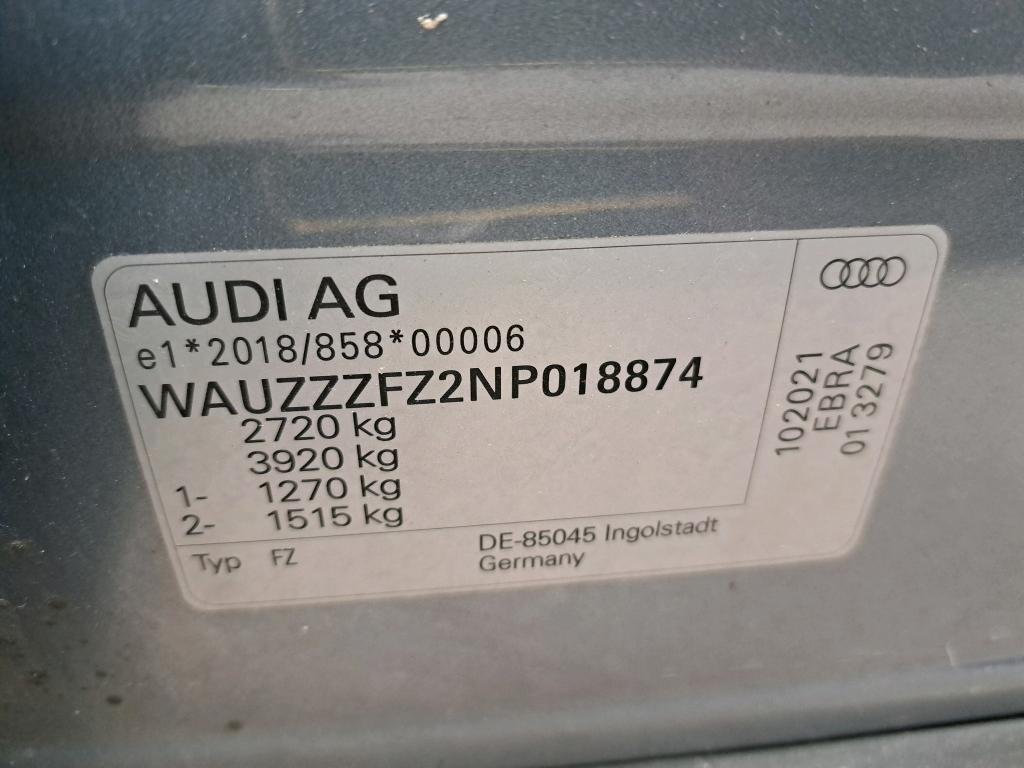 AUDI AG
e1*2018/858*00006
WAUZZZFZ2NP018874
2720 kg
3920 kg
1- 1270 kg
2- 1515 kg
Typ FZ
DE-85045 Ingolstadt
Germany
102021
EBRA
013279